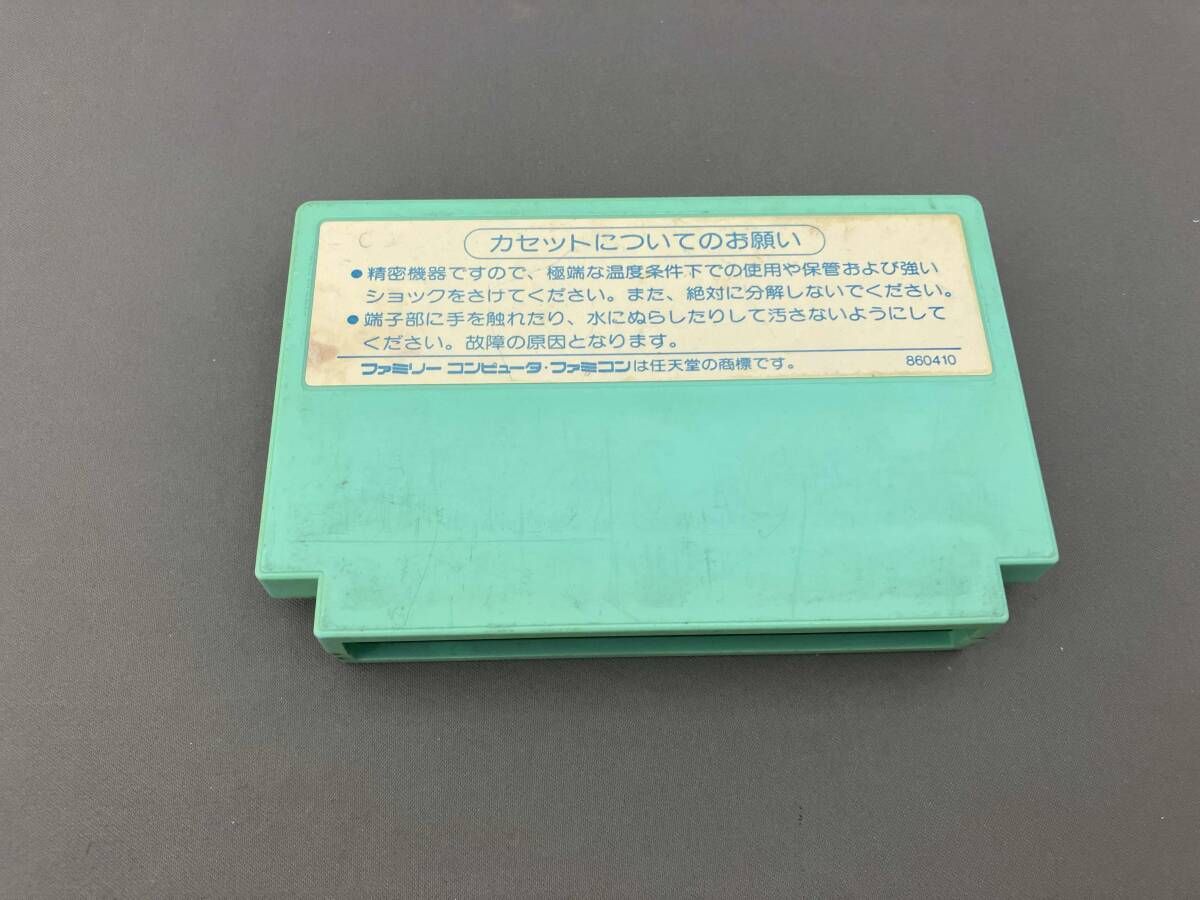 カセットについてのお願い
●精密機器ですので、極端な温度条件下での使用や保管および強い
ショックをさけてください。また、絶対に分解しないでください。
●端子部に手を触れたり、水にぬらしたりして汚さないようにして
ください。故障の原因となります。
ファミリー コンピュータ・ファミコンは任天堂の商標です。 860410